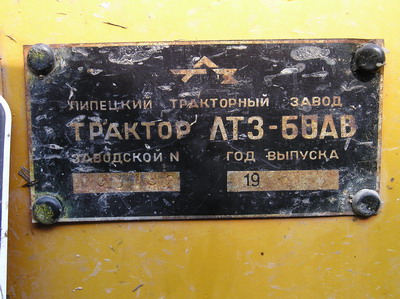 ЛИПЕЦКИЙ ТРАКТОРНЫЙ ЗАВОД
ТРАКТОР ЛТЗ-60АВ
ЗАВОДСКОЙ N ГОД ВЫПУСКА
19